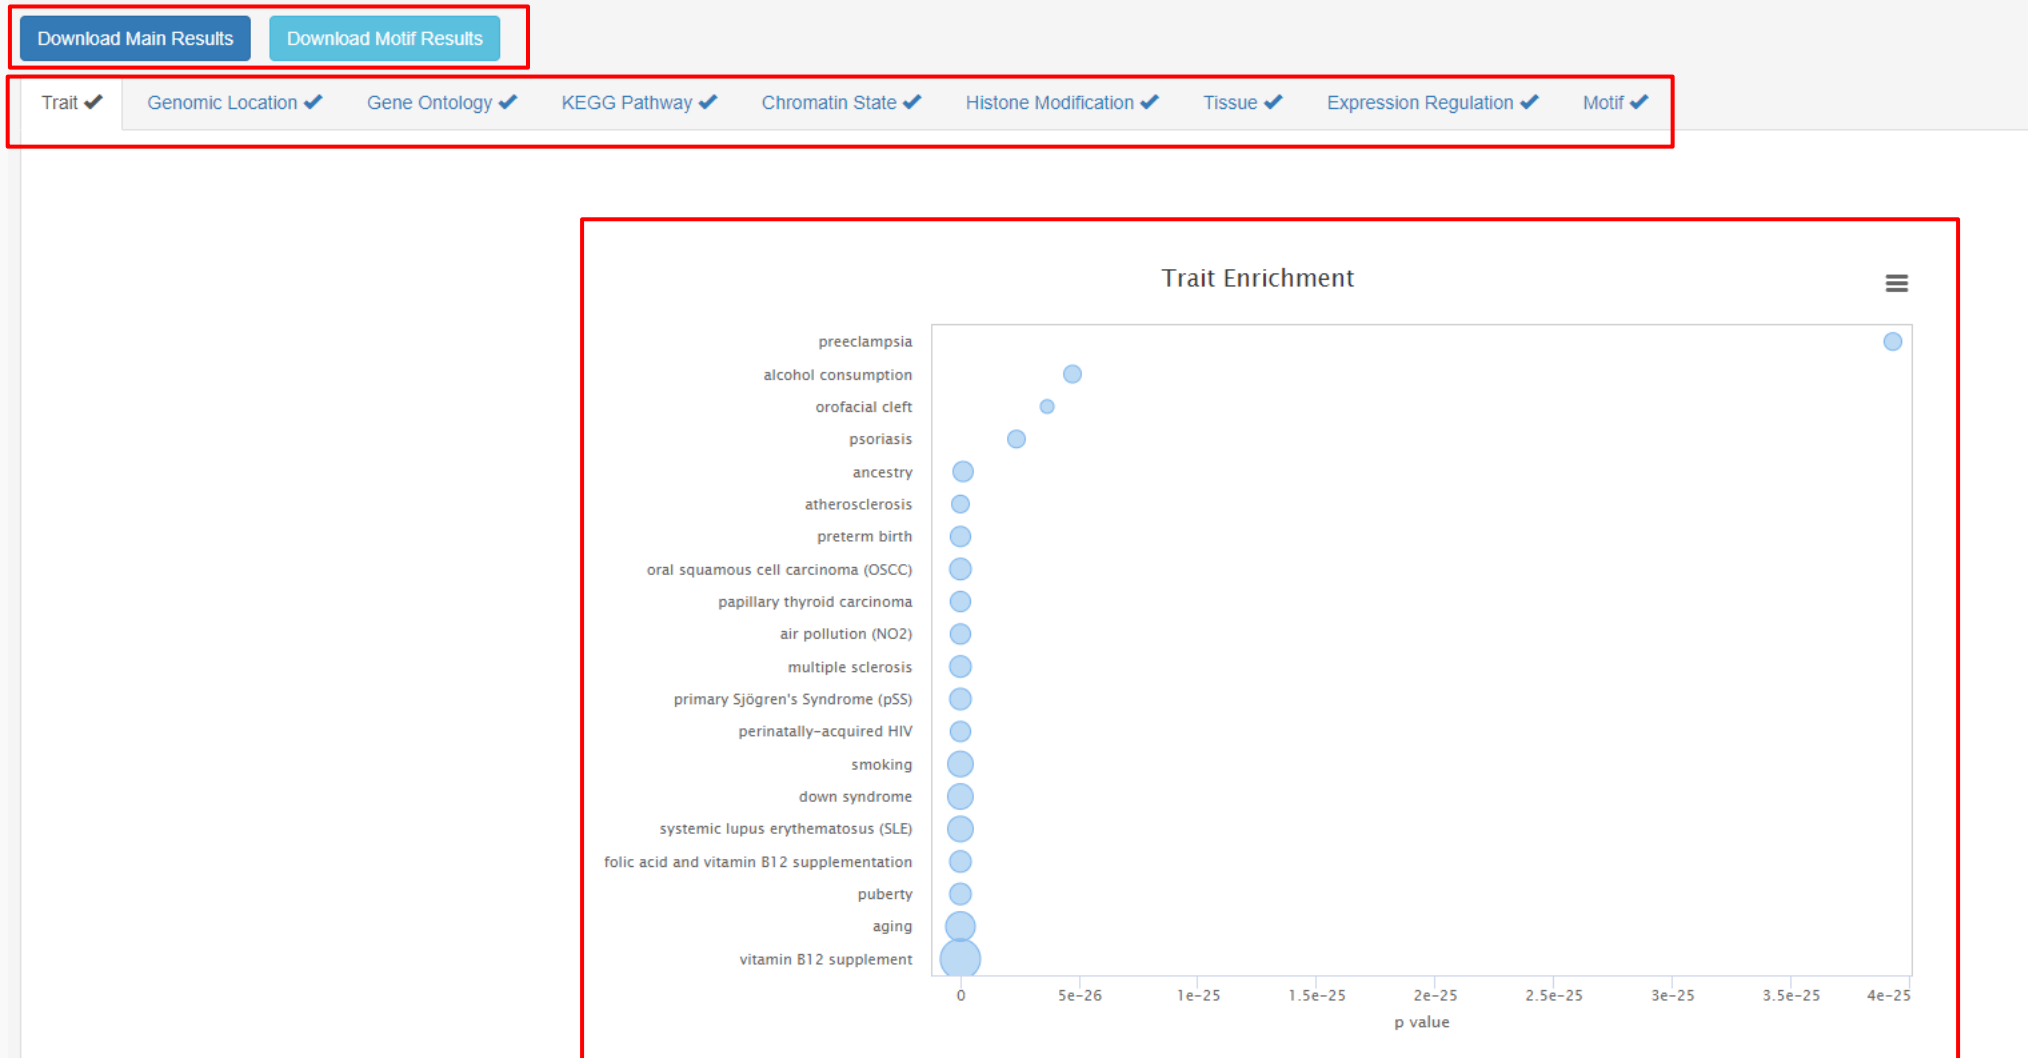 Download Main Results Download Motif Results
Trait ✔ Genomic Location ✔ Gene Ontology ✔ KEGG Pathway ✔ Chromatin State ✔ Histone Modification ✔ Tissue ✔ Expression Regulation ✔ Motif ✔
Trait Enrichment
preeclampsia
alcohol consumption
orofacial cleft
psoriasis
ancestry
atherosclerosis
preterm birth
oral squamous cell carcinoma (OSCC)
papillary thyroid carcinoma
air pollution (NO2)
multiple sclerosis
primary Sjögren's Syndrome (pSS)
perinatally-acquired HIV
smoking
down syndrome
systemic lupus erythematosus (SLE)
folic acid and vitamin B12 supplementation
puberty
aging
vitamin B12 supplement
0 5e-26 1e-25 1.5e-25 2e-25 2.5e-25 3e-25 3.5e-25 4e-25
p value